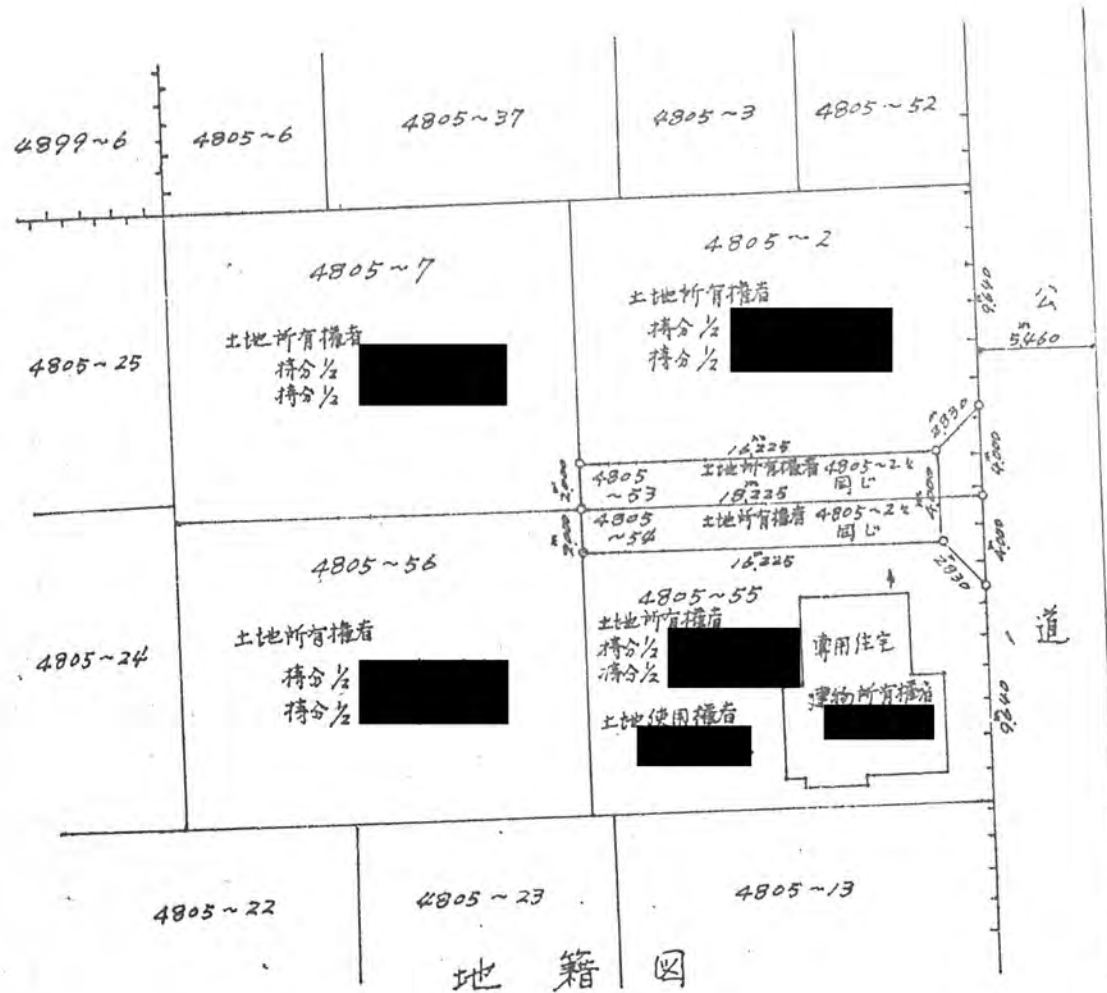 4899~6
4805~6
4805~37
4805~3
4805~52
4805~7
4805~2
4805~25
土地所有権者
持分1/2
持分1/2
土地所有権者
持分1/2
持分1/2
9.640
公
5.460
2.830
4.000
16.225
2.000
4805
~53
土地所有権者 4805~2と
同じ
4.000
18.225
2.000
4805
~54
土地所有権者 4805~2と
同じ
16.225
4.000
2.830
4805~56
4805~55
4805~24
土地所有権者
持分1/2
持分1/2
土地所有権者
持分1/2
持分1/2
土地使用権者
専用住宅
建物所有権者
道
9.640
4805~22
4805~23
4805~13
地籍図